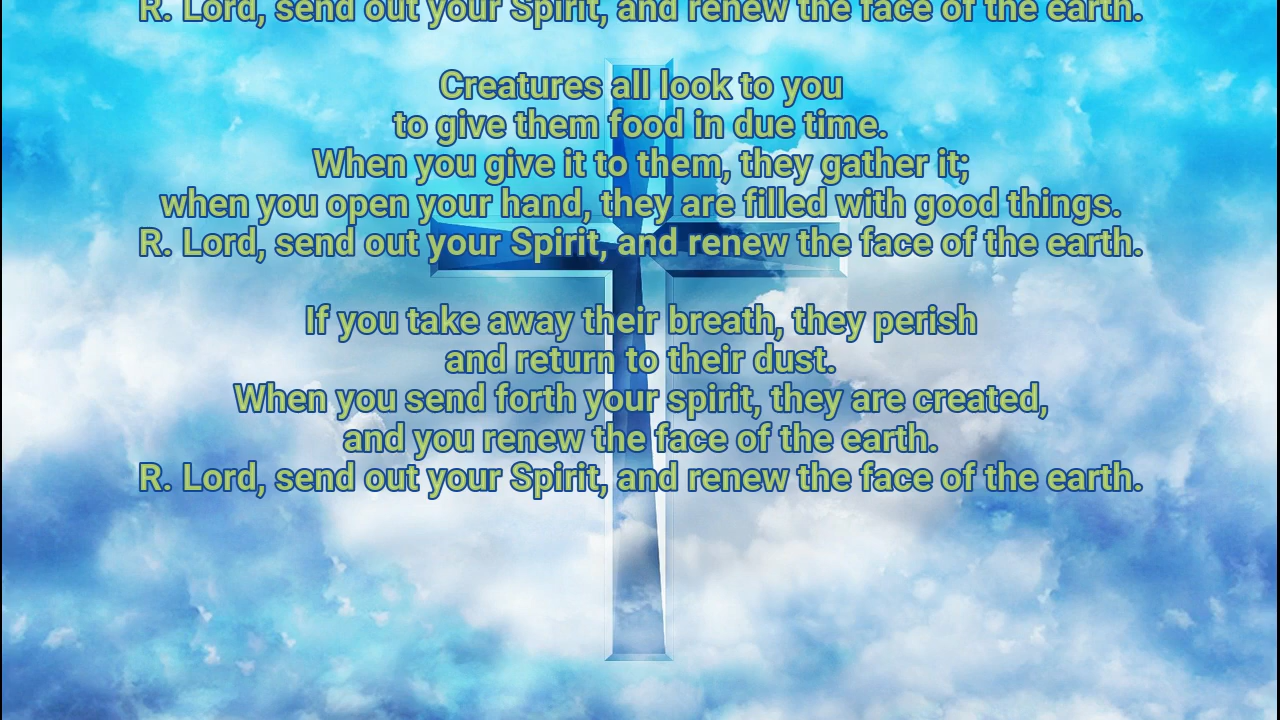 R. Lord, send out your Spirit, and renew the face of the earth.
Creatures all look to you
to give them food in due time.
When you give it to them, they gather it;
when you open your hand, they are filled with good things.
R. Lord, send out your Spirit, and renew the face of the earth.
If you take away their breath, they perish
and return to their dust.
When you send forth your spirit, they are created,
and you renew the face of the earth.
R. Lord, send out your Spirit, and renew the face of the earth.